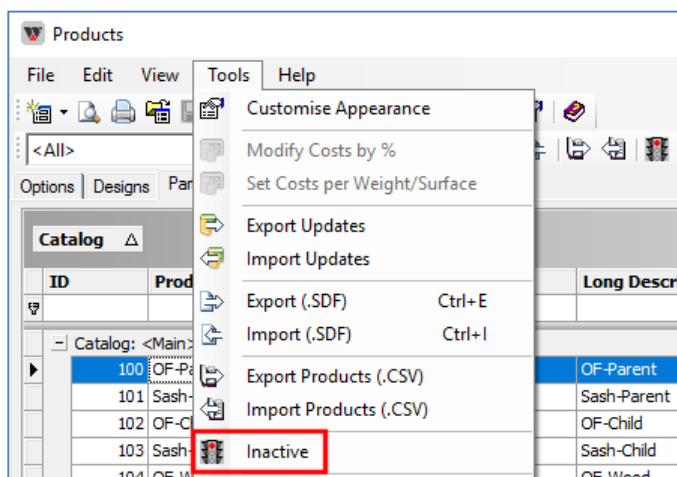 Products
File Edit View Tools Help
Customise Appearance
<All> Modify Costs by %
Options Designs Set Costs per Weight/Surface
Export Updates
Catalog
Import Updates
ID Long Descr
Export (.SDF) Ctrl+E
Import (.SDF) Ctrl+I
Catalog: <Main>
100 Export Products (.CSV) OF-Parent
101 Sash- Import Products (.CSV) Sash-Parent
102 OF-Child
103 Sash- Inactive Sash-Child